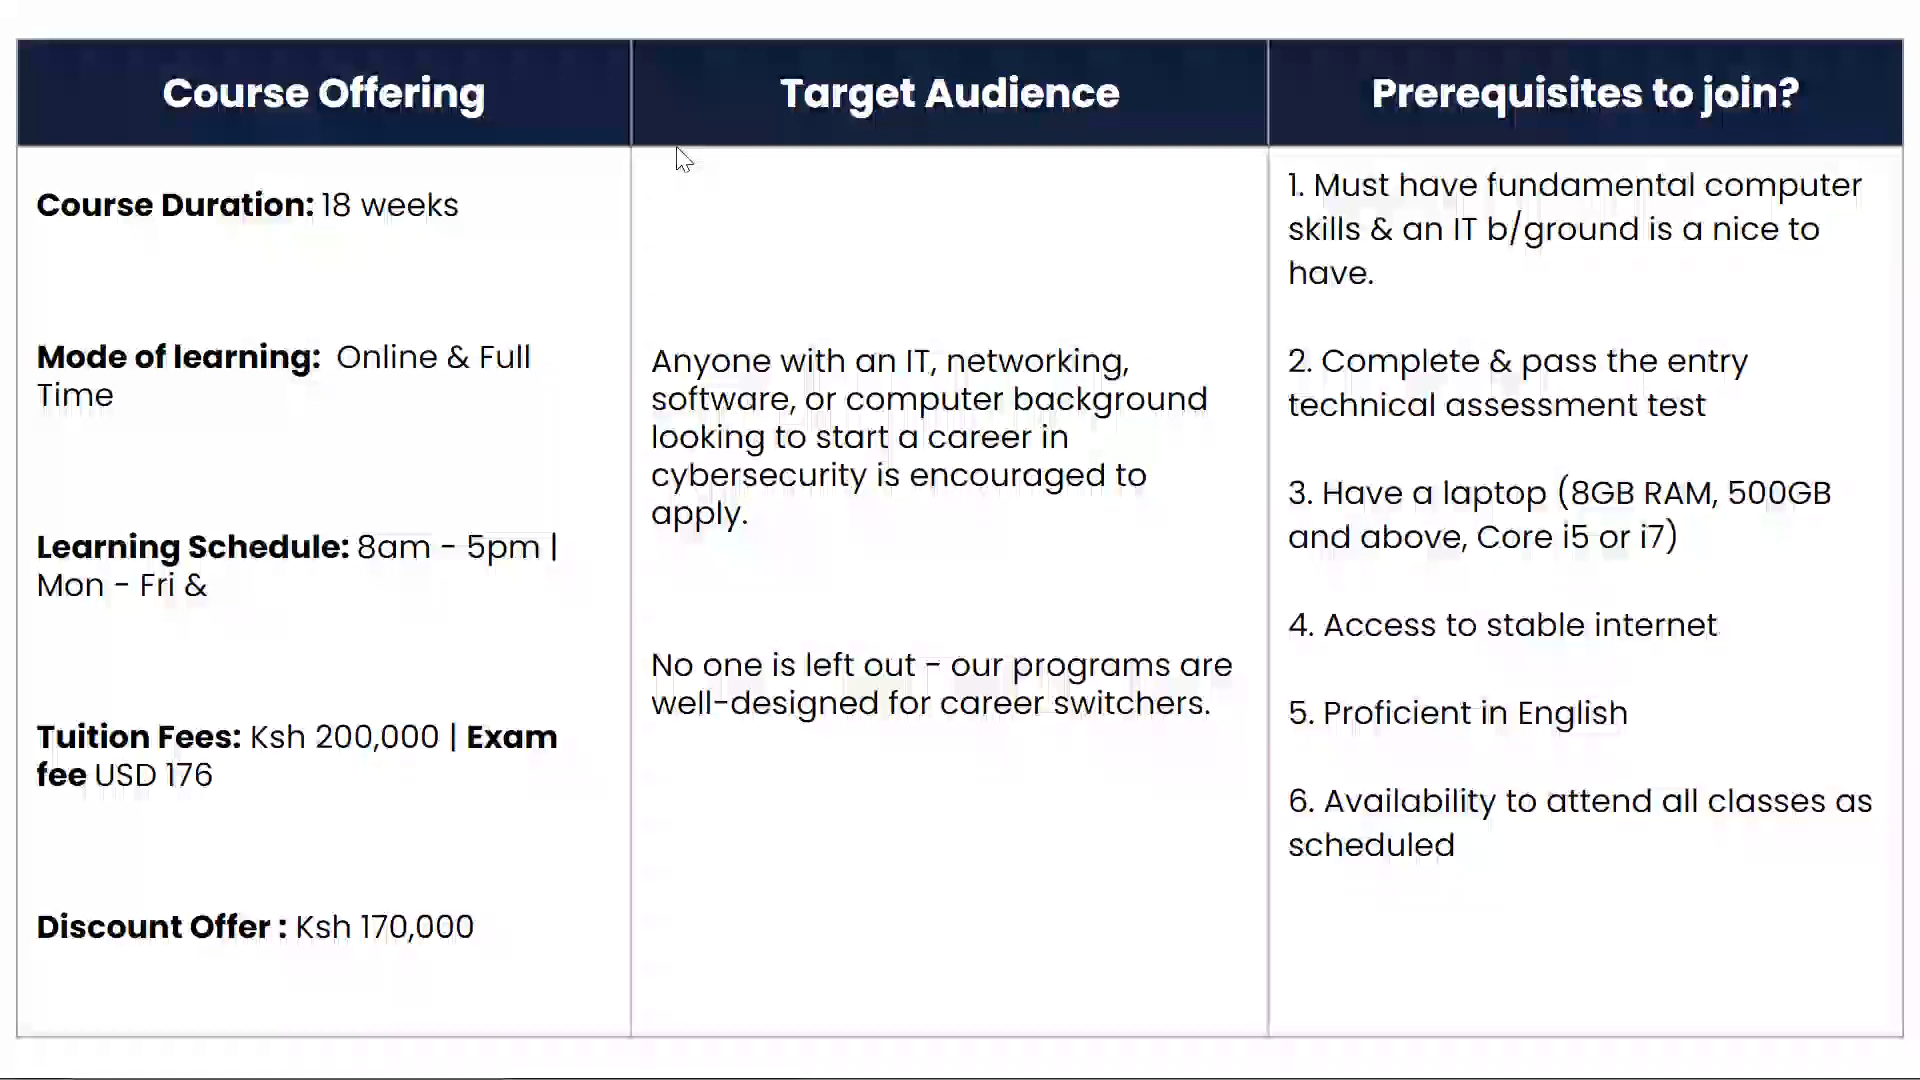 Course Offering
Target Audience
Prerequisites to join?
Course Duration: 18 weeks
Mode of learning: Online & Full
Time
Learning Schedule: 8am - 5pm |
Mon - Fri &
Tuition Fees: Ksh 200,000 | Exam
fee USD 176
Discount Offer : Ksh 170,000
Anyone with an IT, networking,
software, or computer background
looking to start a career in
cybersecurity is encouraged to
apply.
No one is left out - our programs are
well-designed for career switchers.
1. Must have fundamental computer
skills & an IT b/ground is a nice to
have.
2. Complete & pass the entry
technical assessment test
3. Have a laptop (8GB RAM, 500GB
and above, Core i5 or i7)
4. Access to stable internet
5. Proficient in English
6. Availability to attend all classes as
scheduled